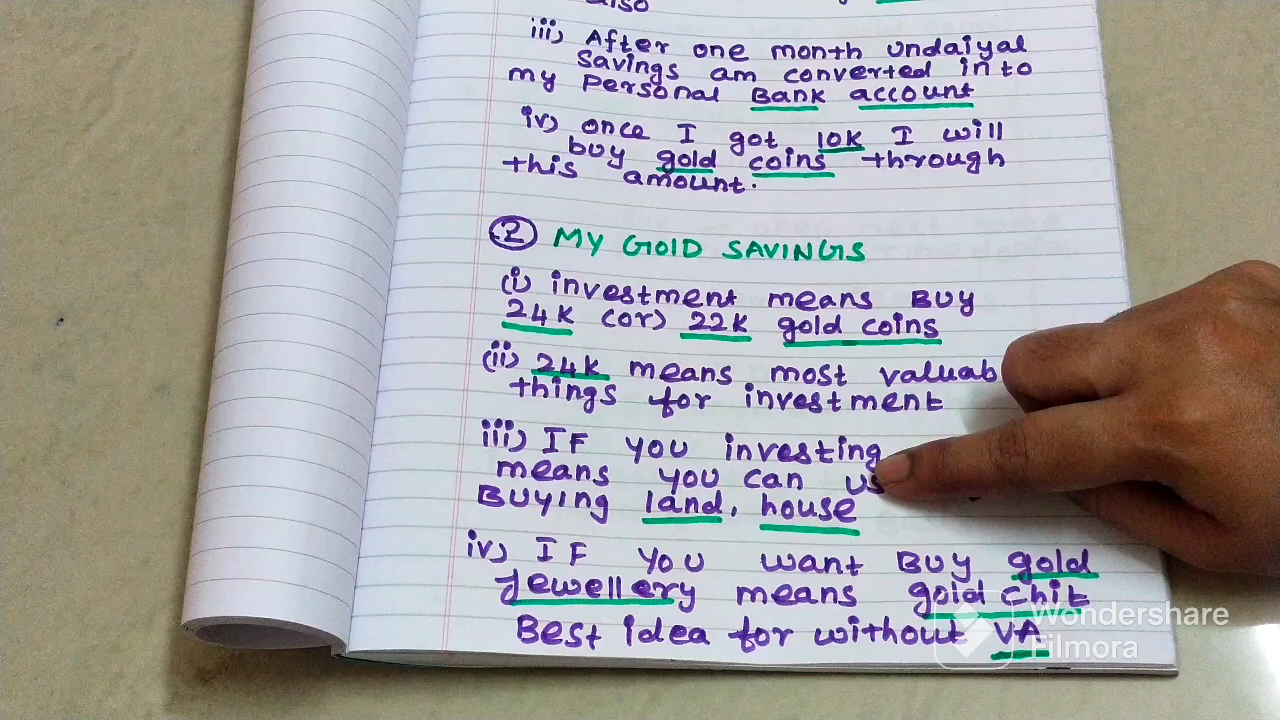 also
iii) After one month undaiyal
savings am converted in to
my personal Bank account
iv) once I got 10K I will
buy gold coins through
this amount.
2 MY GOlD SAVINGS
(i) investment means BUY
24K (or) 22K gold coins
(ii) 24K means most valuab
things for investment
iii) IF you investing
means you can us
BUYing land, house
iv) IF you want BUY gold
Jewellery means gold chit
Best idea for without VA
Wondershare
Filmora